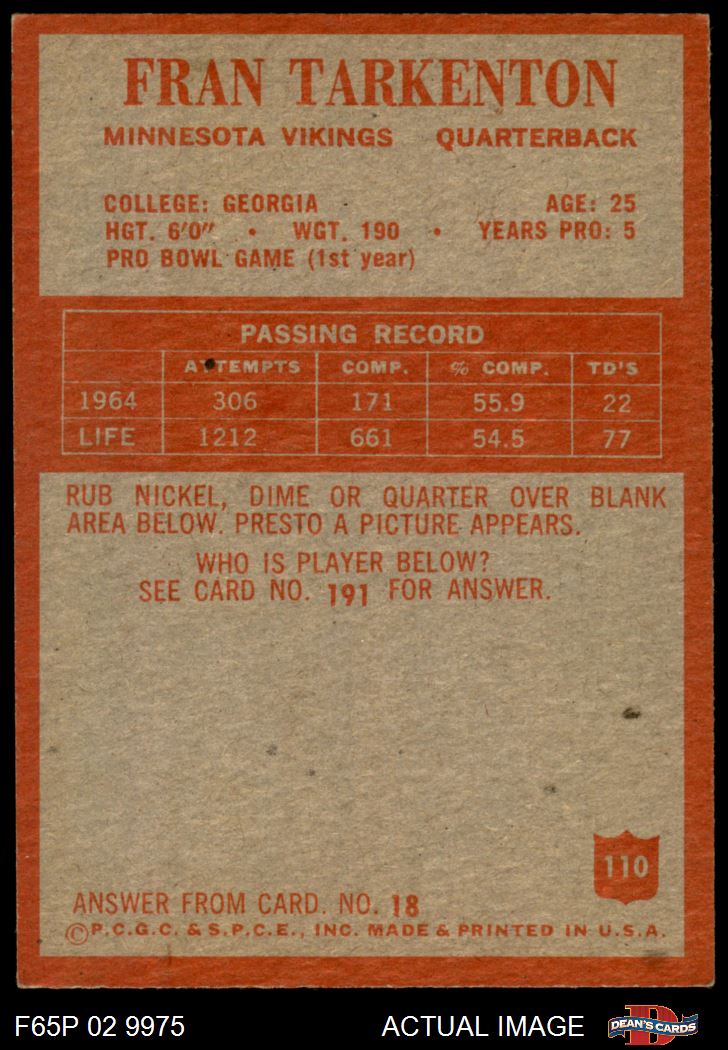 FRAN TARKENTON
MINNESOTA VIKINGS QUARTERBACK
COLLEGE: GEORGIA AGE: 25
HGT. 6'0" • WGT. 190 • YEARS PRO: 5
PRO BOWL GAME (1st year)
PASSING RECORD
ATTEMPTS COMP. % COMP. TD'S
1964 306 171 55.9 22
LIFE 1212 661 54.5 77
RUB NICKEL, DIME OR QUARTER OVER BLANK
AREA BELOW. PRESTO A PICTURE APPEARS.
WHO IS PLAYER BELOW?
SEE CARD NO. 191 FOR ANSWER.
110
ANSWER FROM CARD. NO. 18
©P.C.G.C. & S.P.C.E., INC. MADE & PRINTED IN U.S.A.
F65P 02 9975 ACTUAL IMAGE D DEAN'S CARDS